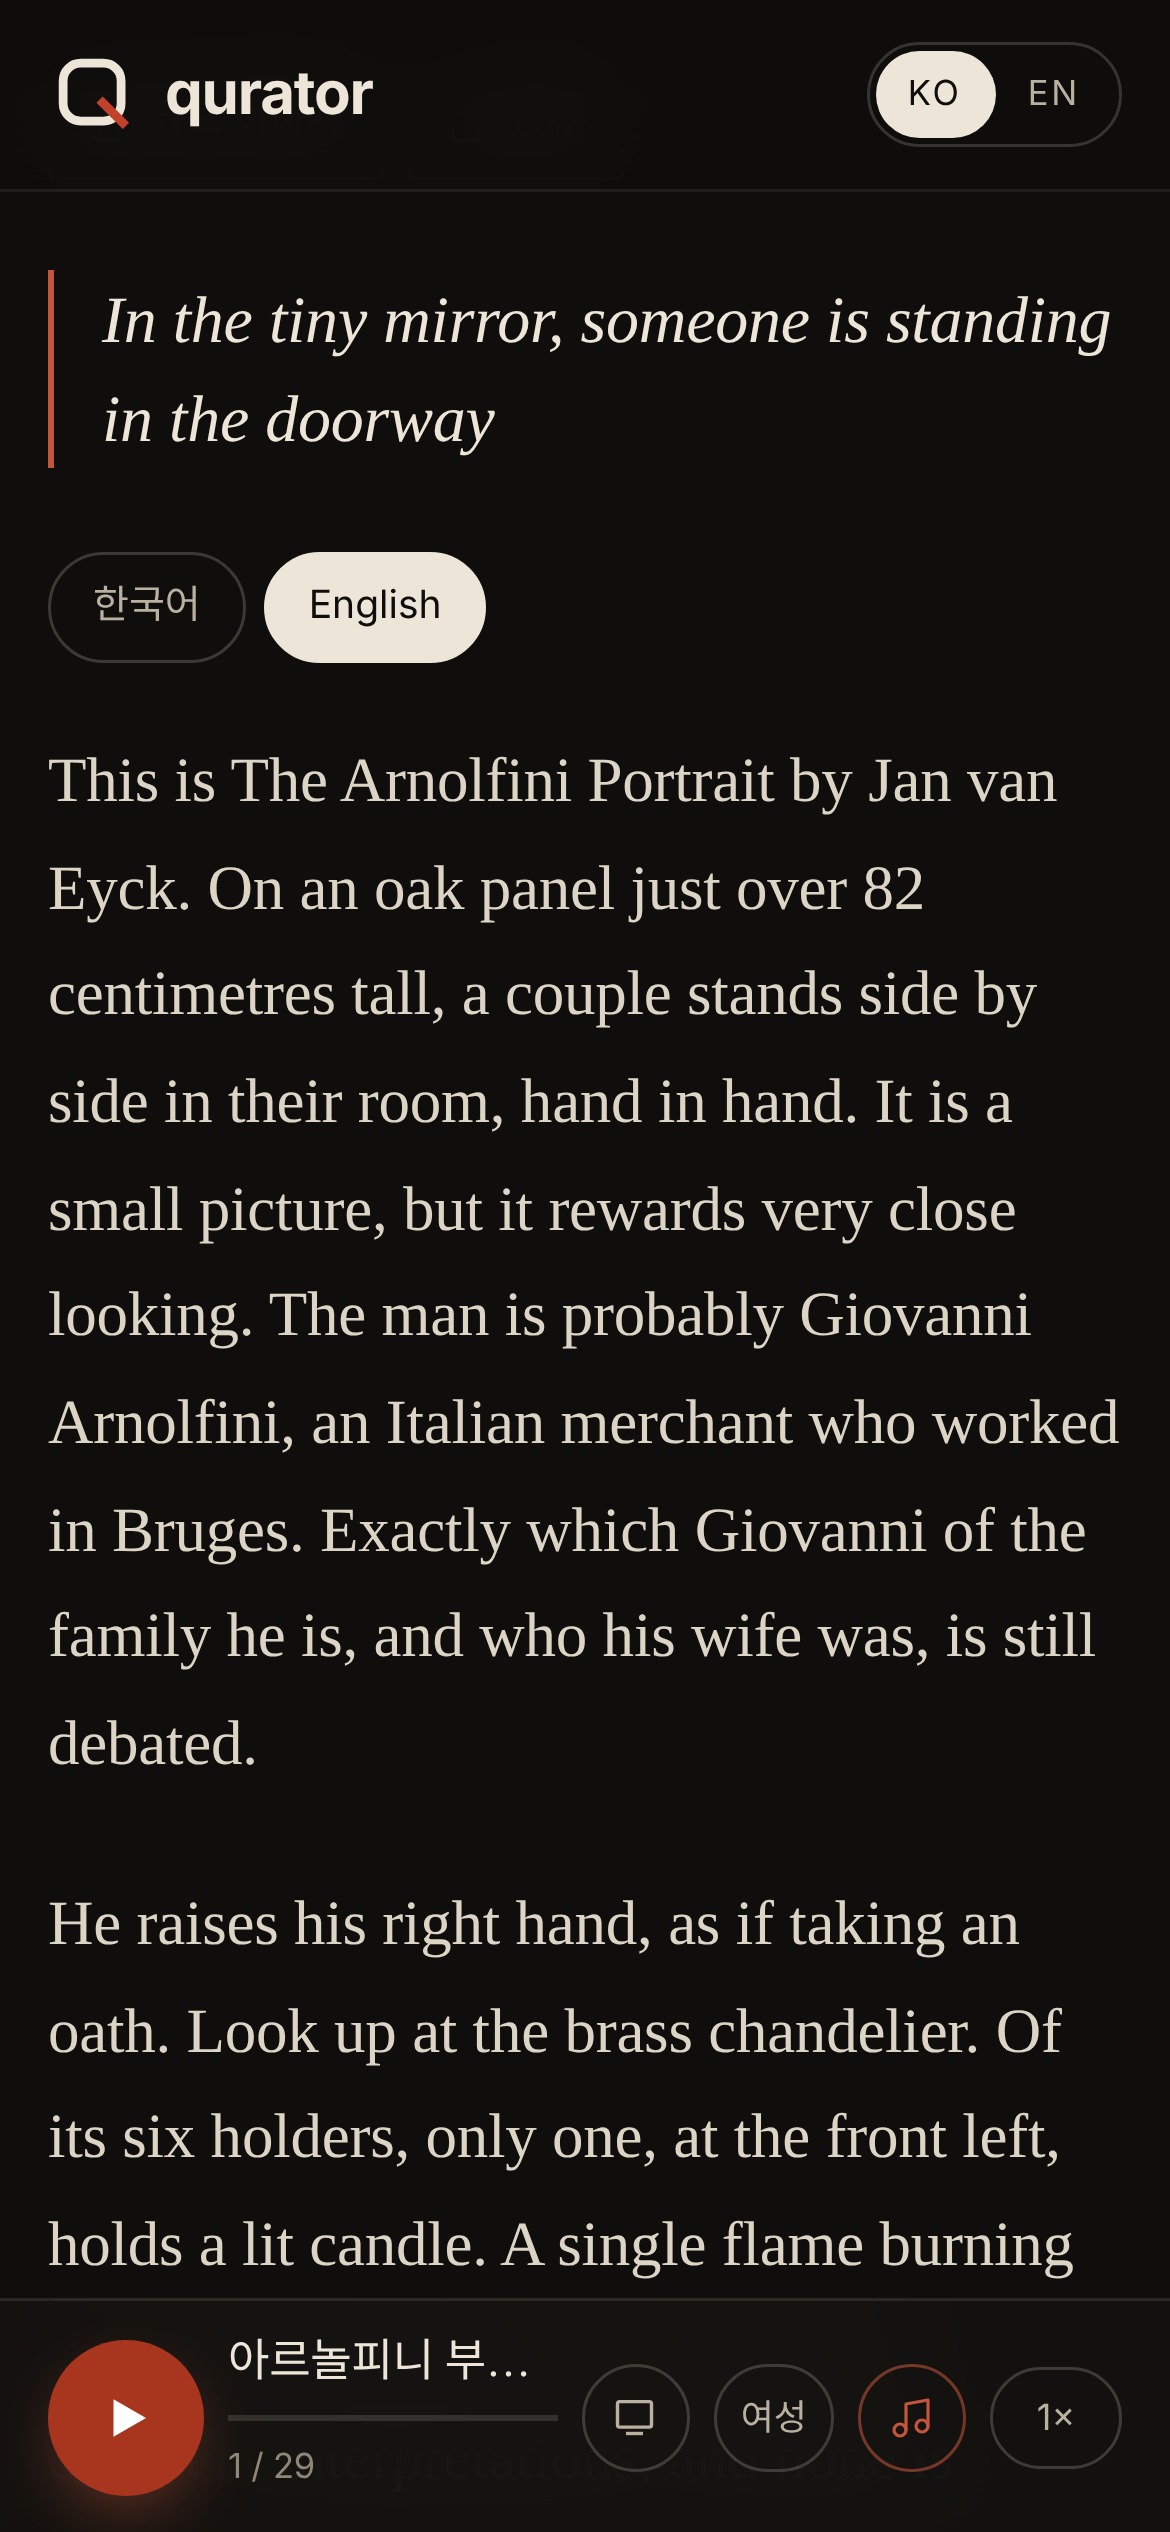 qurator
KO EN
In the tiny mirror, someone is standing
in the doorway
한국어 English
This is The Arnolfini Portrait by Jan van
Eyck. On an oak panel just over 82
centimetres tall, a couple stands side by
side in their room, hand in hand. It is a
small picture, but it rewards very close
looking. The man is probably Giovanni
Arnolfini, an Italian merchant who worked
in Bruges. Exactly which Giovanni of the
family he is, and who his wife was, is still
debated.
He raises his right hand, as if taking an
oath. Look up at the brass chandelier. Of
its six holders, only one, at the front left,
holds a lit candle. A single flame burning
아르놀피니 부...
여성 1×
1 / 29